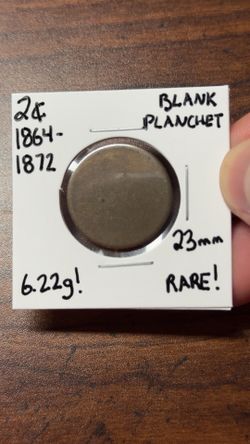 2¢
1864-
1872
BLANK
PLANCHET
23mm
6.22g!
RARE!